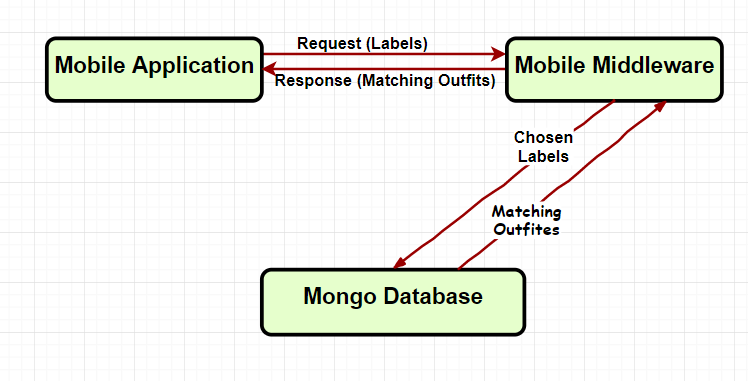 Request (Labels)
Mobile Application
Mobile Middleware
Response (Matching Outfits)
Chosen
Labels
Matching
Outfites
Mongo Database